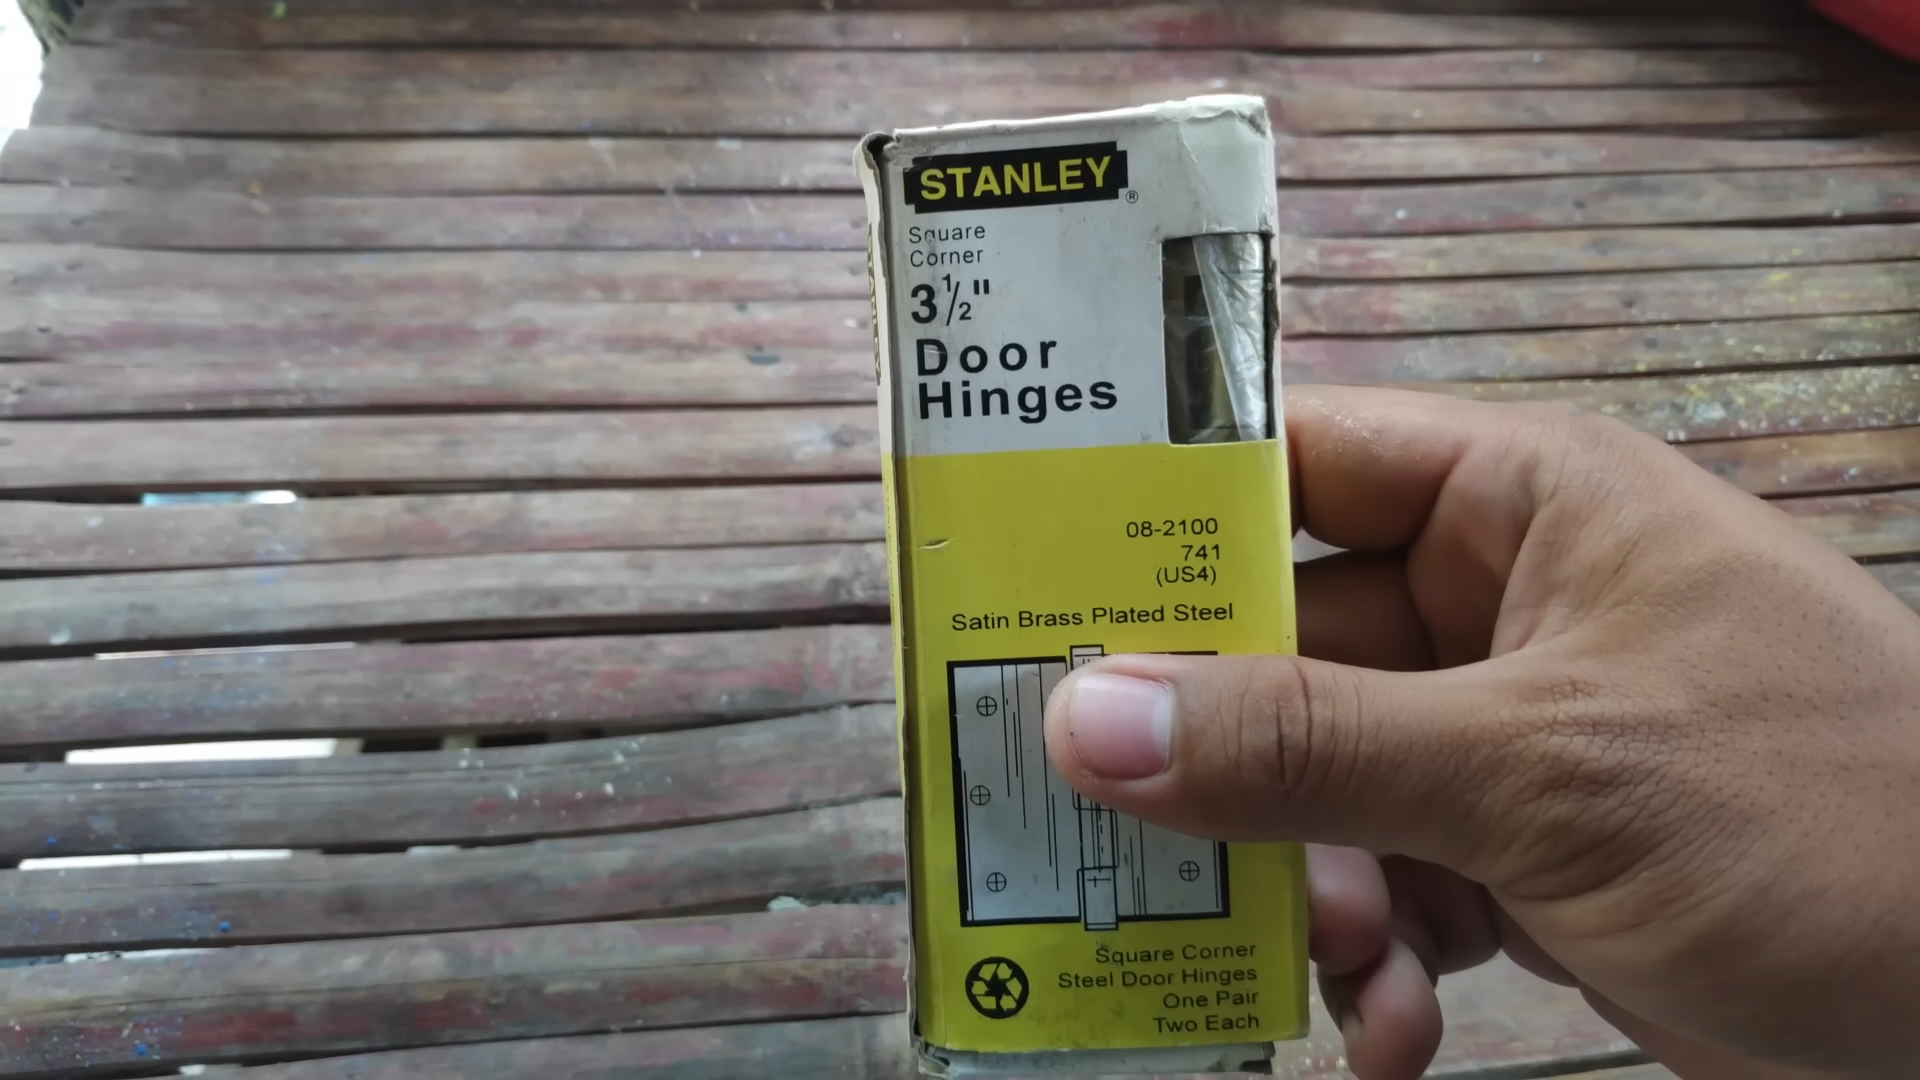 STANLEY®
Square
Corner
3½"
Door
Hinges
08-2100
741
(US4)
Satin Brass Plated Steel
Square Corner
Steel Door Hinges
One Pair
Two Each